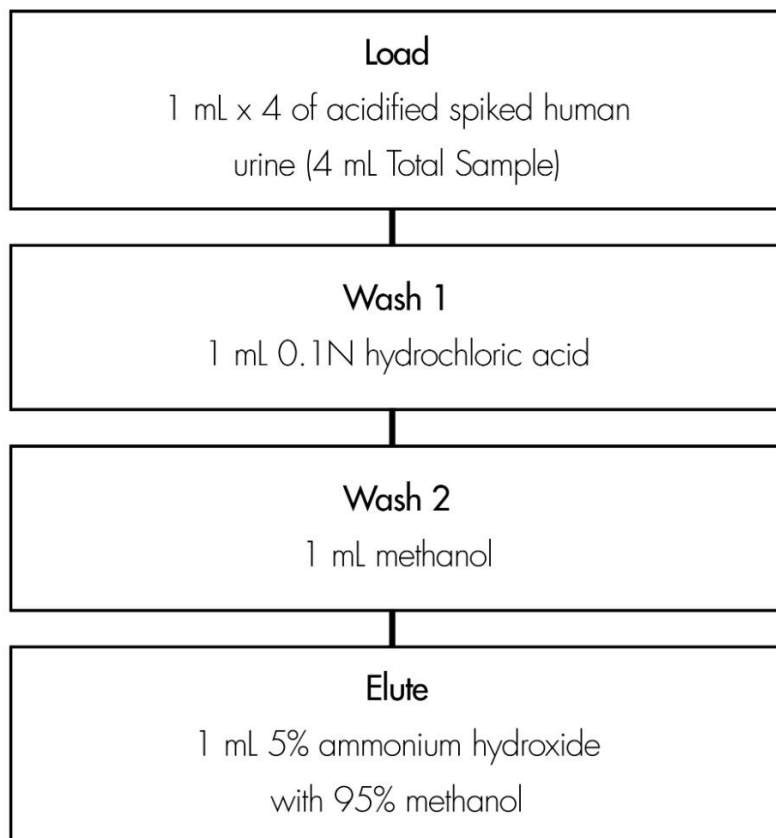 Load
1 mL x 4 of acidified spiked human
urine (4 mL Total Sample)
Wash 1
1 mL 0.1N hydrochloric acid
Wash 2
1 mL methanol
Elute
1 mL 5% ammonium hydroxide
with 95% methanol